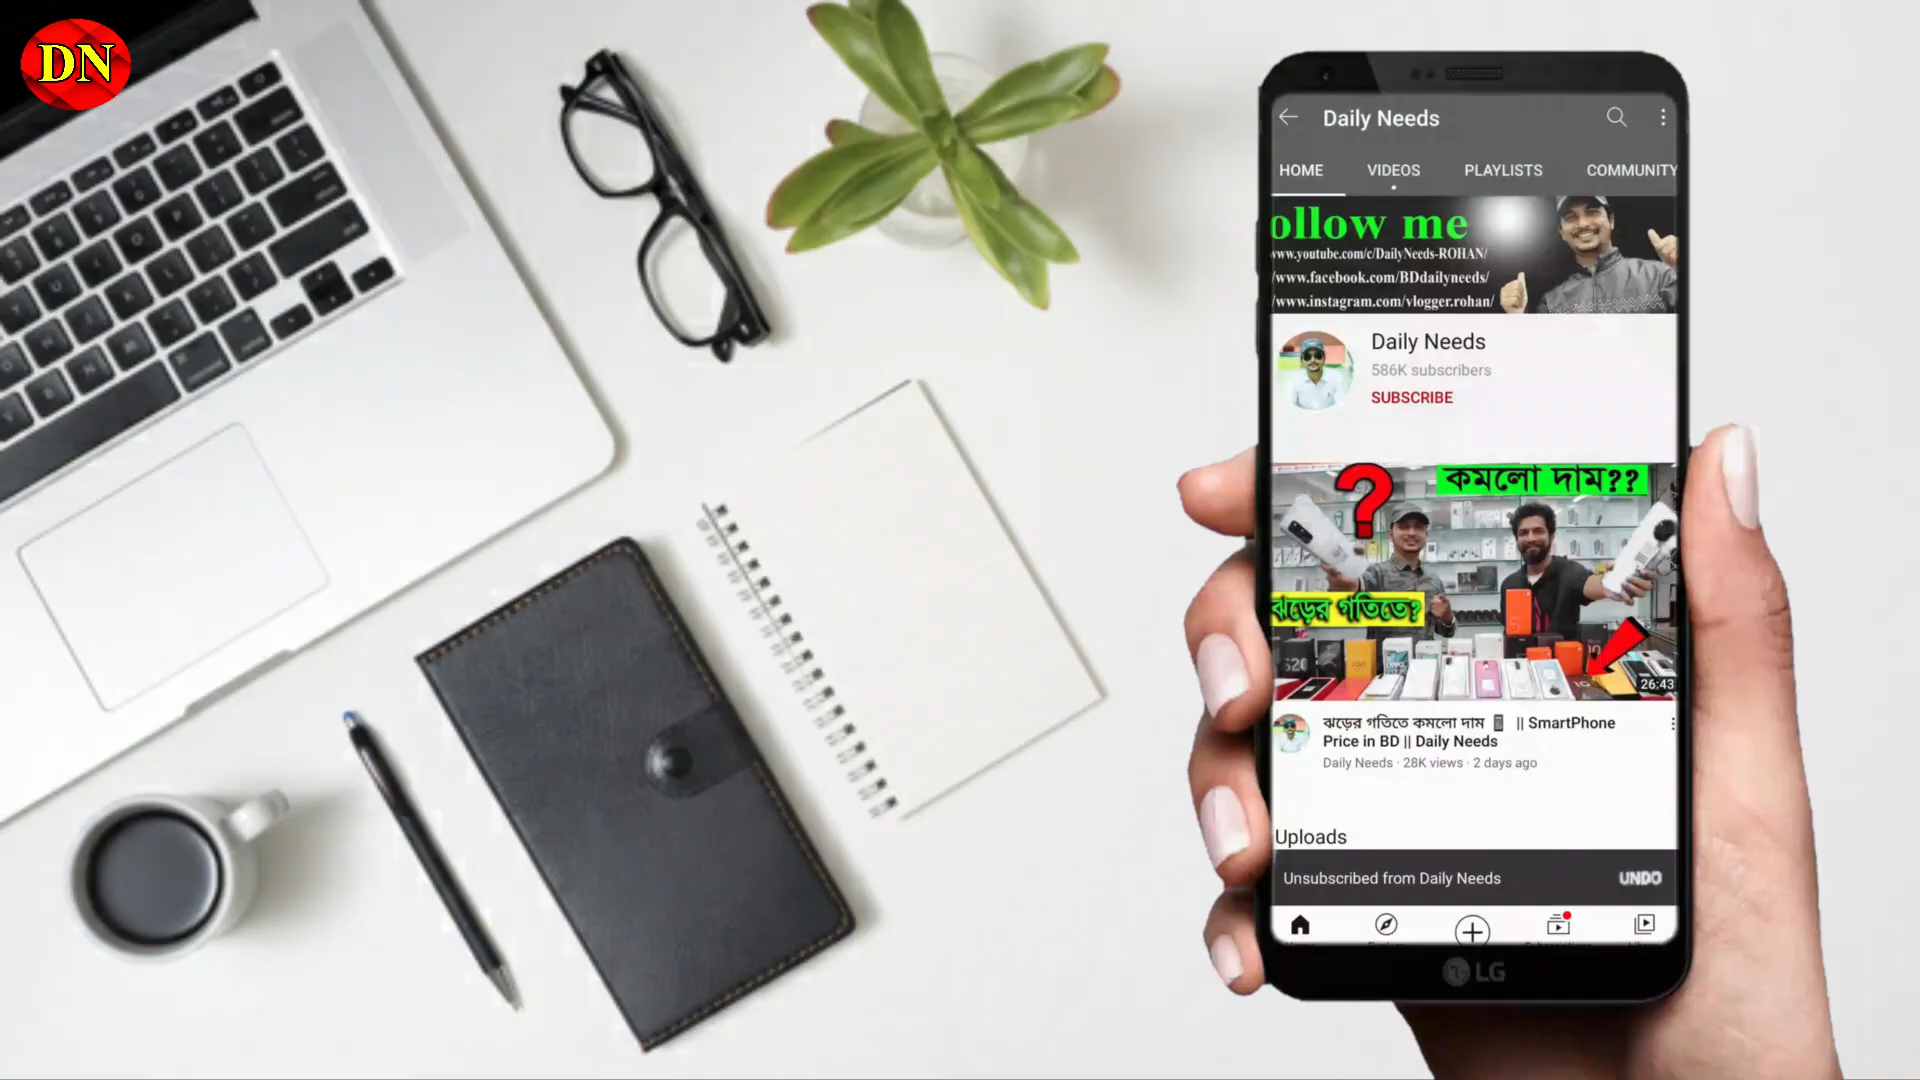 DN
Daily Needs
HOME VIDEOS PLAYLISTS COMMUNITY
ollow me
www.youtube.com/c/DailyNeeds-ROHAN/
/www.facebook.com/BDdailyneeds/
/www.instagram.com/vlogger.rohan/
Daily Needs
586K subscribers
SUBSCRIBE
?
কমলো দাম??
ঝড়ের গতিতে?
S20
26:43
ঝড়ের গতিতে কমলো দাম 📱 || SmartPhone
Price in BD || Daily Needs
Daily Needs · 28K views · 2 days ago
Uploads
Unsubscribed from Daily Needs UNDO
LG